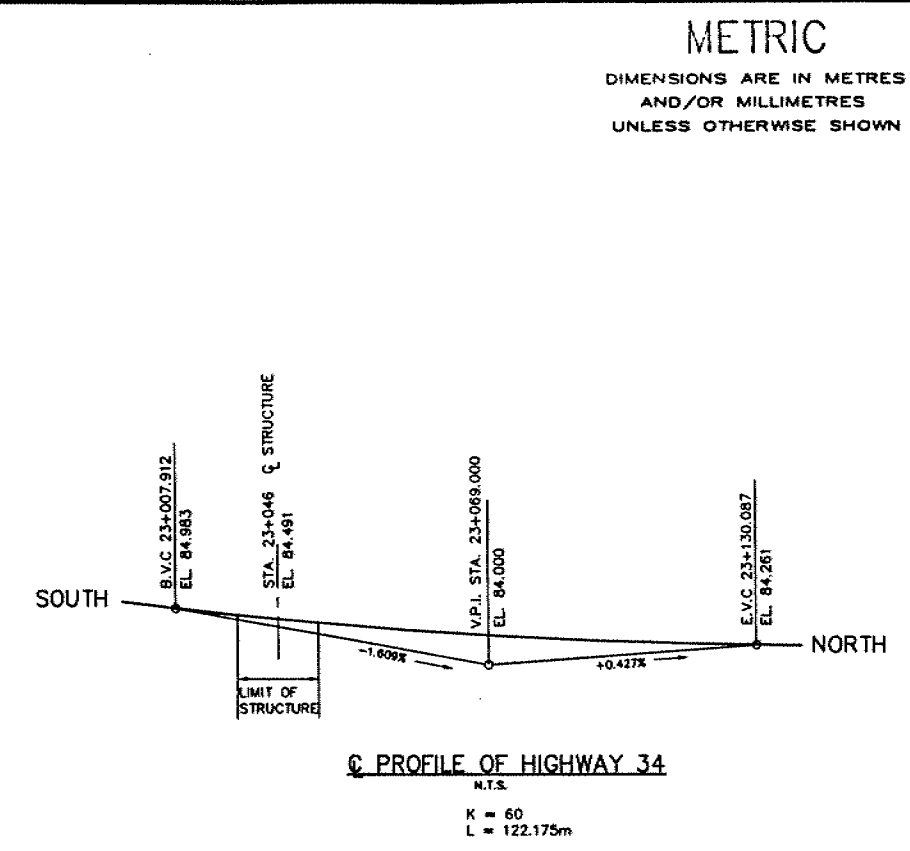 METRIC
DIMENSIONS ARE IN METRES
AND/OR MILLIMETRES
UNLESS OTHERWISE SHOWN
B.V.C 23+007.912
EL. 84.983
STA. 23+046 ℄ STRUCTURE
EL. 84.491
V.P.I. STA. 23+069.000
EL. 84.000
E.V.C 23+130.087
EL. 84.261
SOUTH
NORTH
-1.609%
+0.427%
LIMIT OF
STRUCTURE
℄ PROFILE OF HIGHWAY 34
N.T.S.
K = 60
L = 122.175m